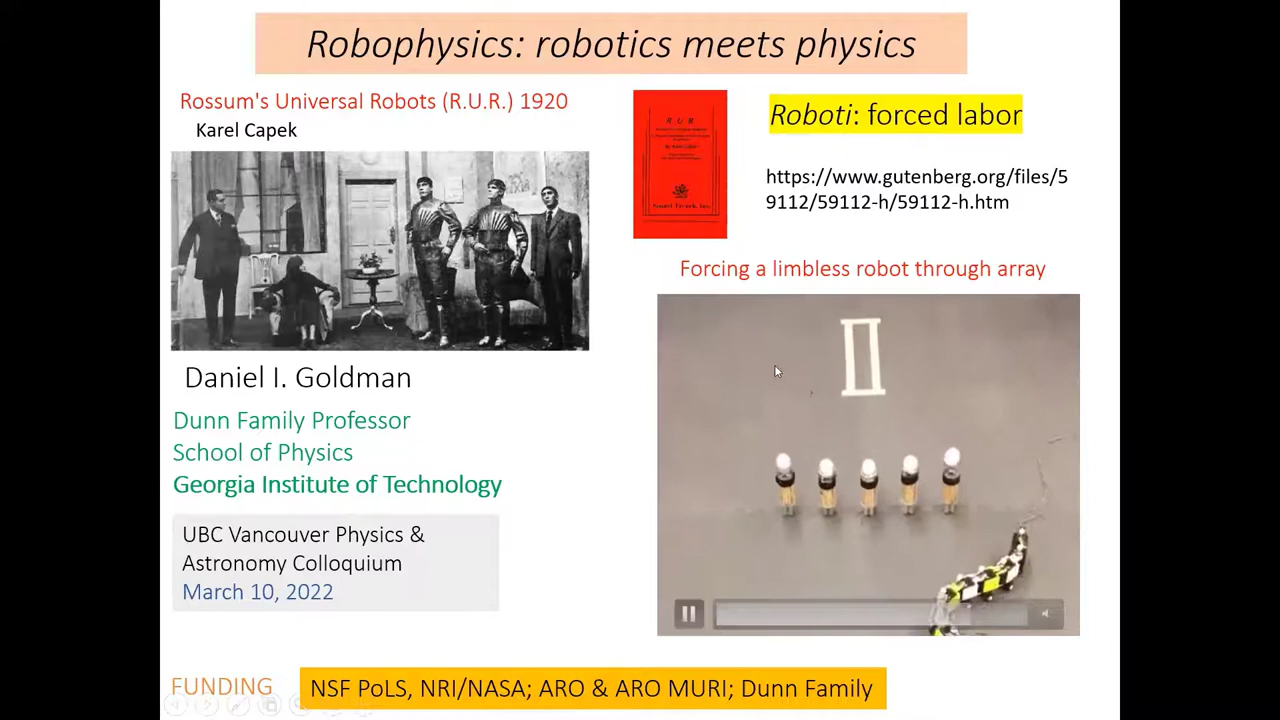 Robophysics: robotics meets physics
Rossum's Universal Robots (R.U.R.) 1920
Karel Capek
R U R
Roboti: forced labor
https://www.gutenberg.org/files/5
9112/59112-h/59112-h.htm
Forcing a limbless robot through array
Daniel I. Goldman
Dunn Family Professor
School of Physics
Georgia Institute of Technology
UBC Vancouver Physics &
Astronomy Colloquium
March 10, 2022
FUNDING
NSF PoLS, NRI/NASA; ARO & ARO MURI; Dunn Family